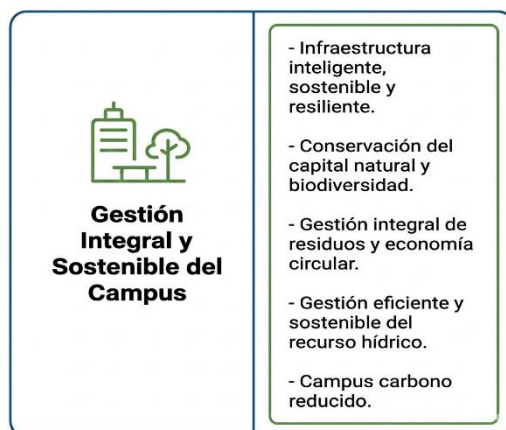 Gestión
Integral y
Sostenible del
Campus
- Infraestructura
inteligente,
sostenible y
resiliente.
- Conservación del
capital natural y
biodiversidad.
- Gestión integral de
residuos y economía
circular.
- Gestión eficiente y
sostenible del
recurso hídrico.
- Campus carbono
reducido.